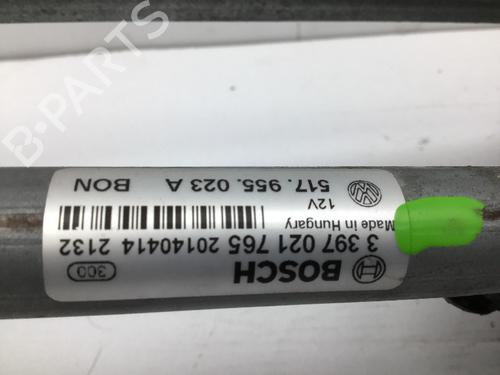 BOSCH
300
3 397 021 765 20140414 2132
Made in Hungary
12V
517. 955. 023 A BON
B-PARTS